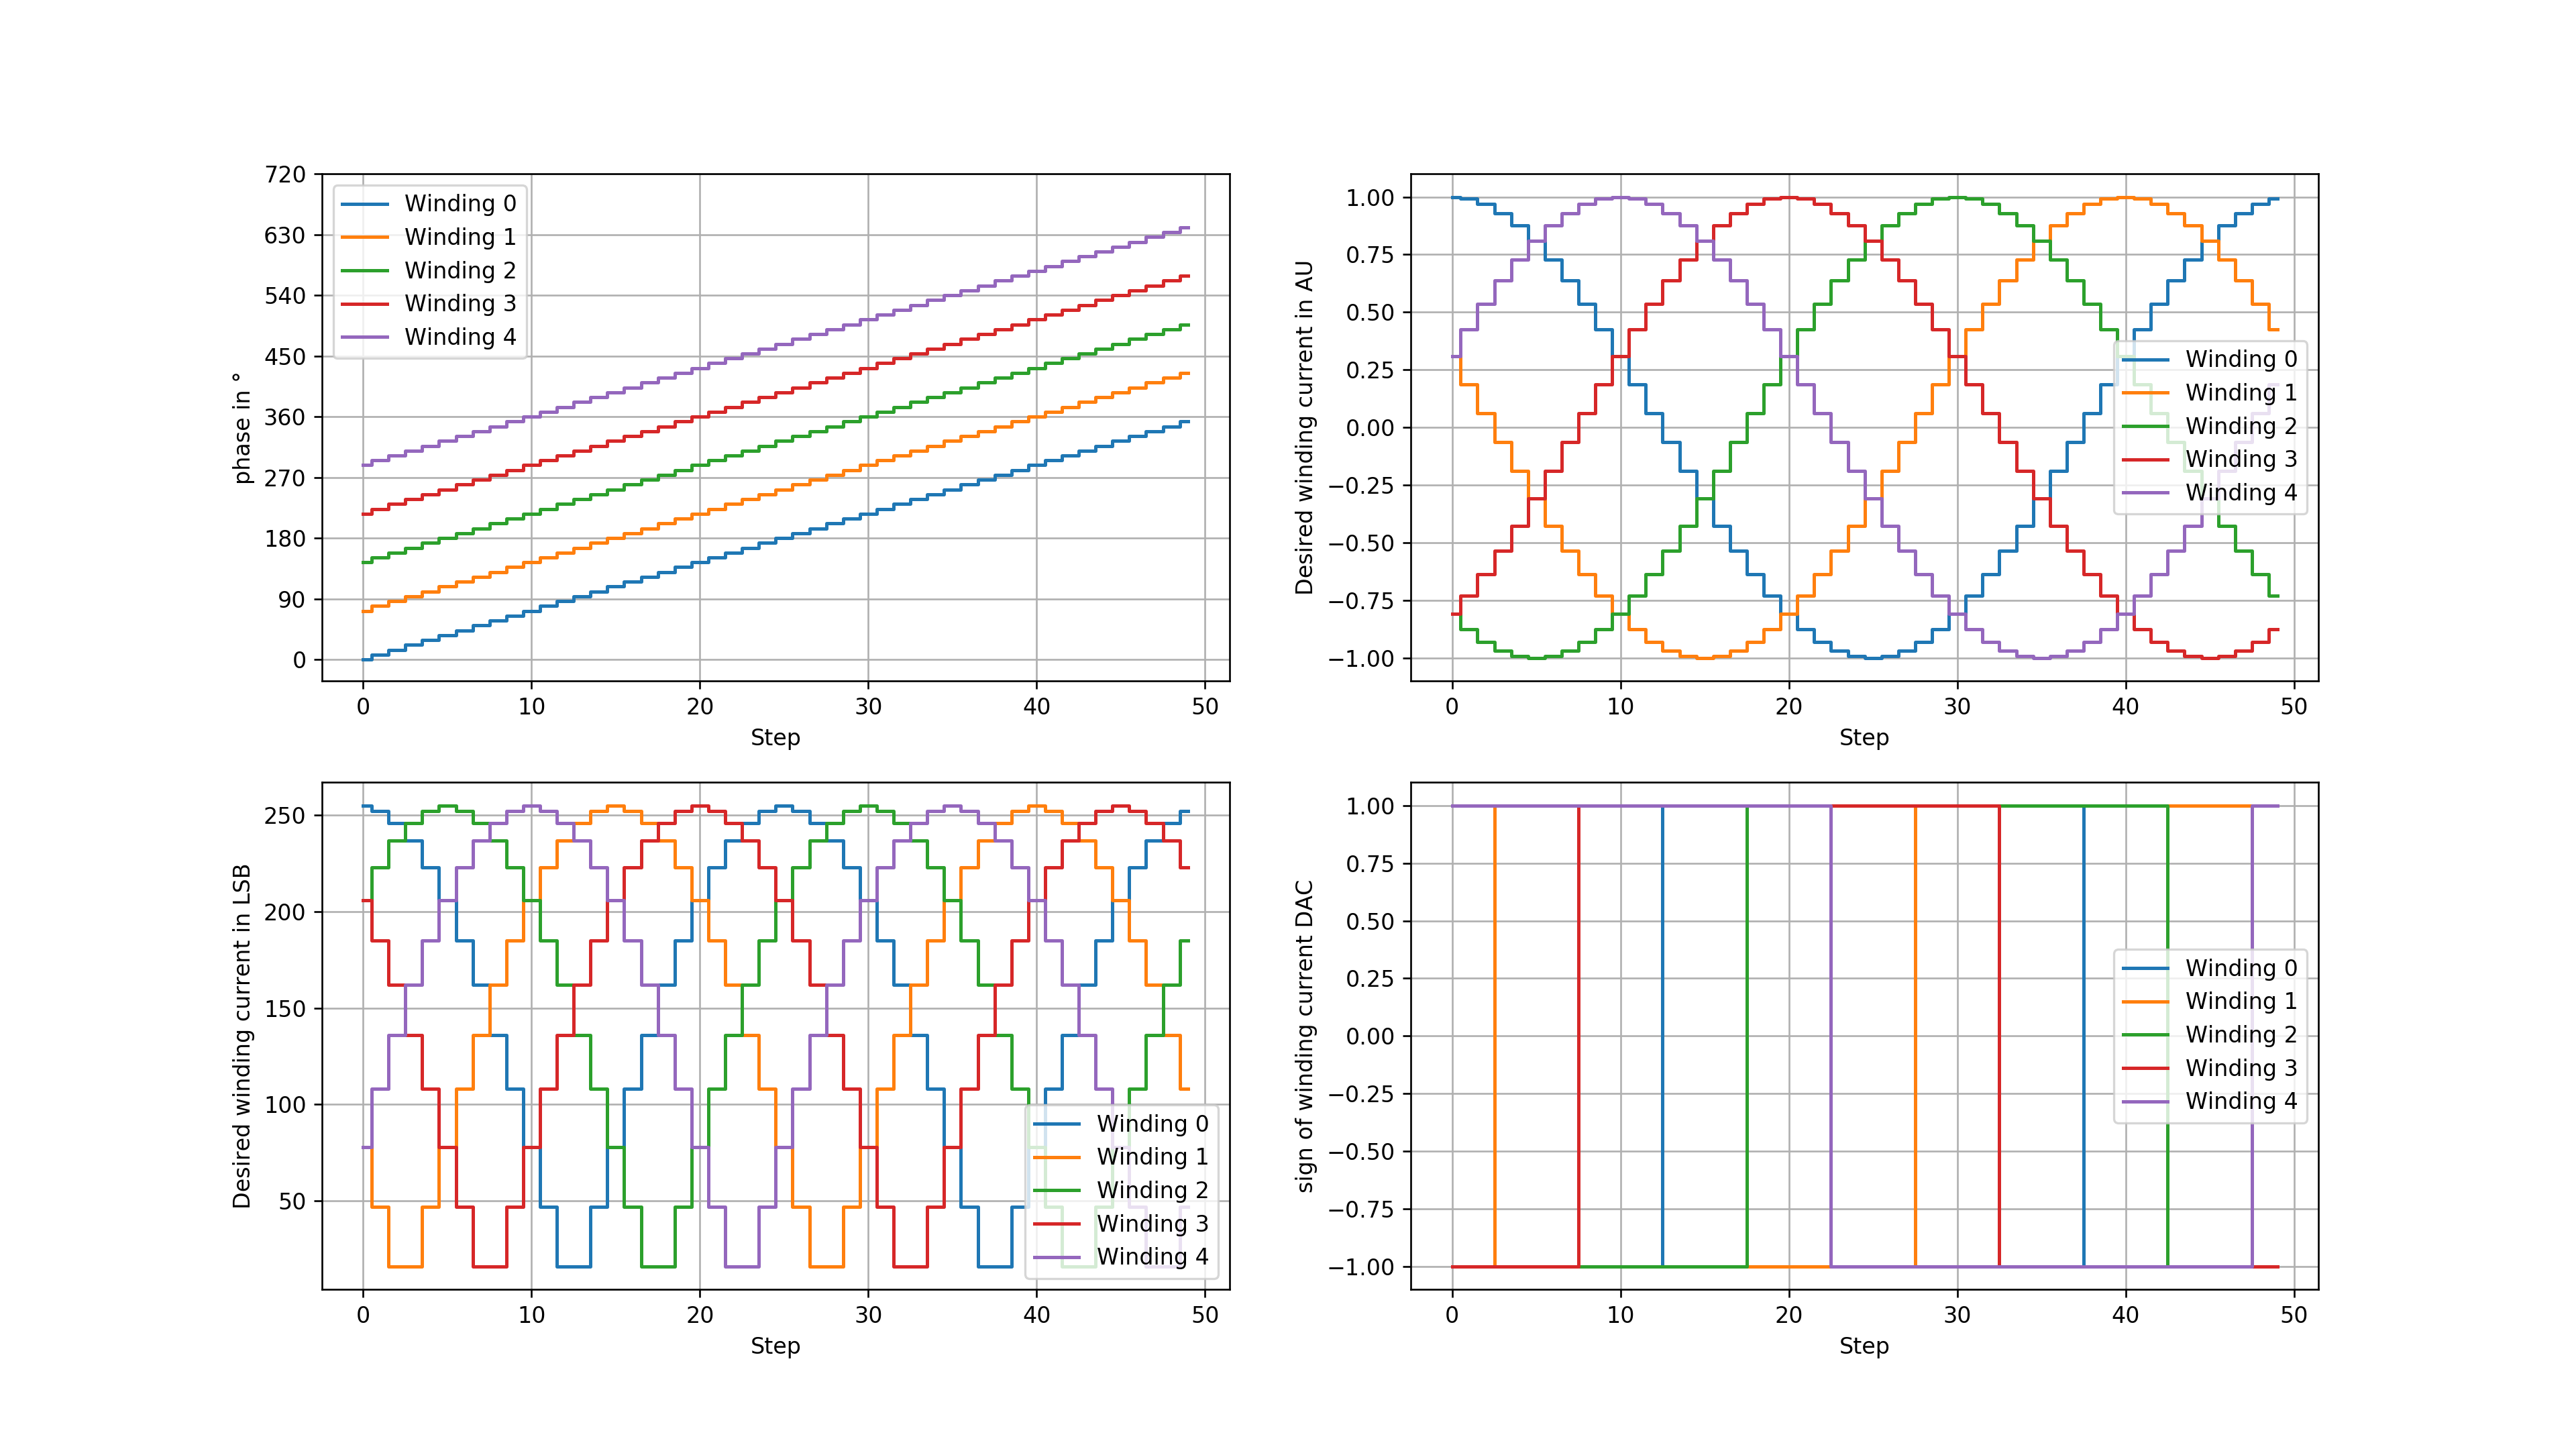 720
630
540
450
360
270
180
90
0
phase in °
Winding 0
Winding 1
Winding 2
Winding 3
Winding 4
0 10 20 30 40 50
Step
1.00
0.75
0.50
0.25
0.00
−0.25
−0.50
−0.75
−1.00
Desired winding current in AU
Winding 0
Winding 1
Winding 2
Winding 3
Winding 4
0 10 20 30 40 50
Step
250
200
150
100
50
Desired winding current in LSB
Winding 0
Winding 1
Winding 2
Winding 3
Winding 4
0 10 20 30 40 50
Step
1.00
0.75
0.50
0.25
0.00
−0.25
−0.50
−0.75
−1.00
sign of winding current DAC
Winding 0
Winding 1
Winding 2
Winding 3
Winding 4
0 10 20 30 40 50
Step